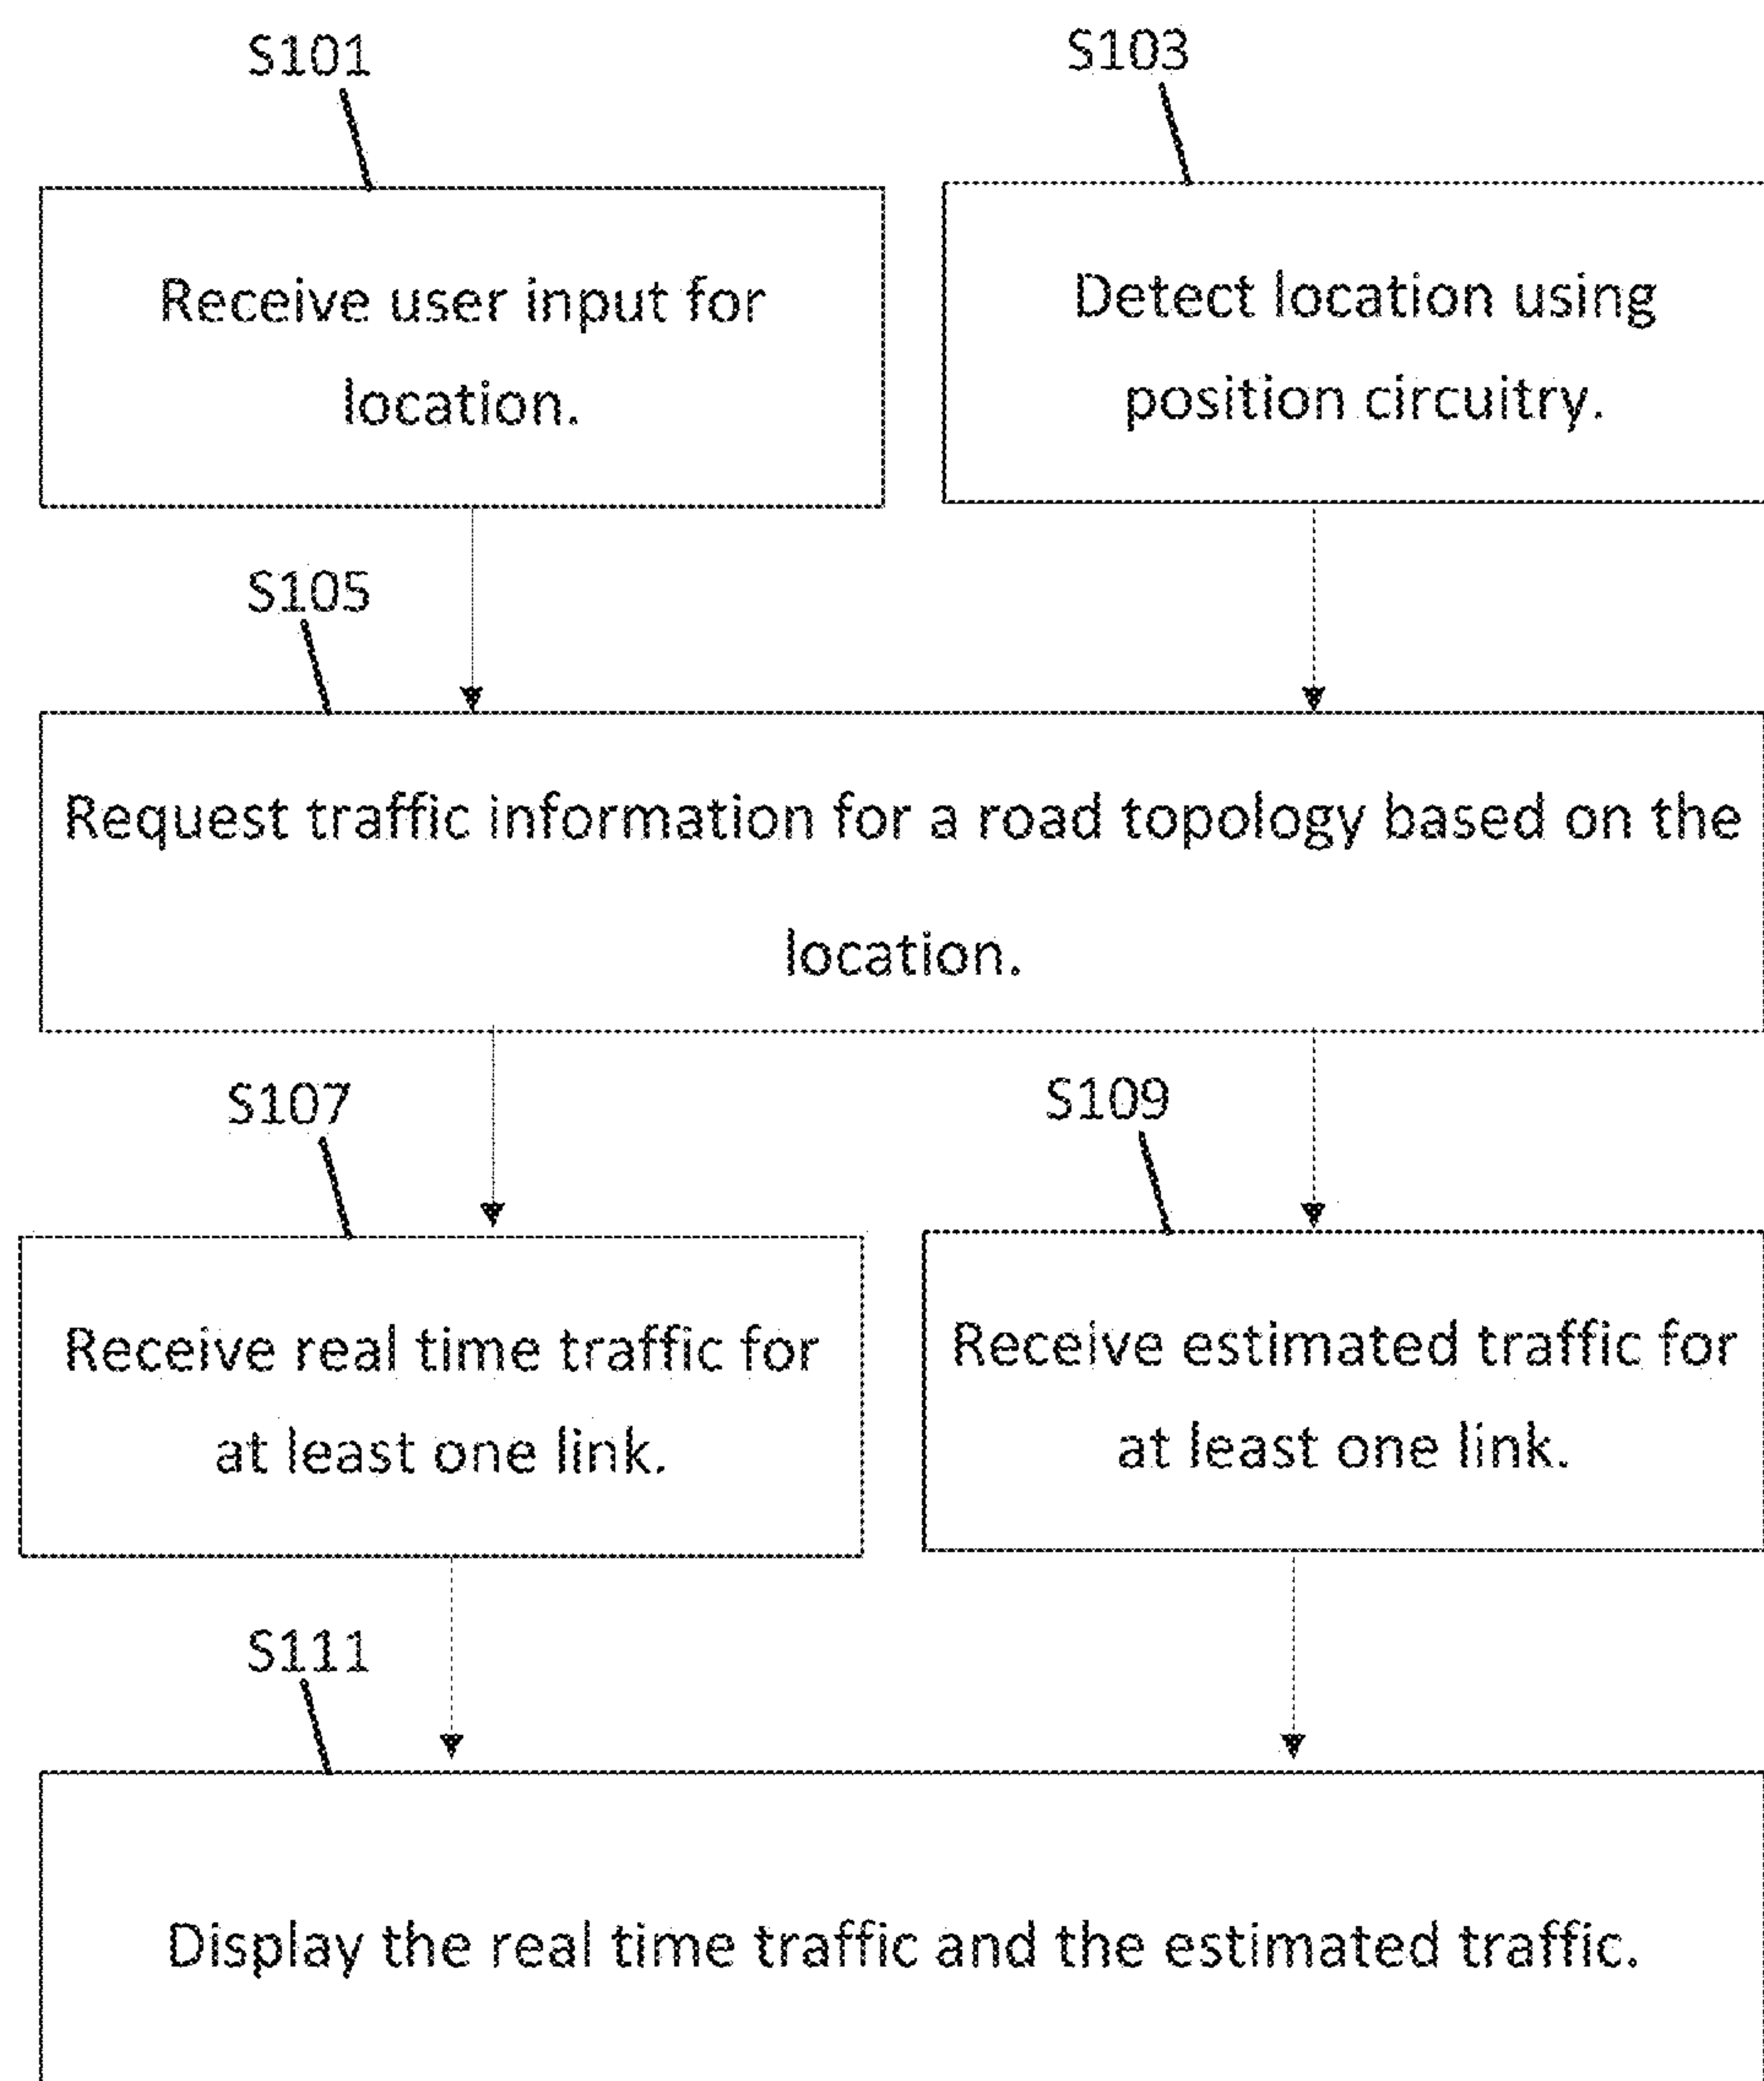 S101
S103
Receive user input for
location.
Detect location using
position circuitry.
S105
Request traffic information for a road topology based on the
location.
S107
S109
Receive real time traffic for
at least one link.
Receive estimated traffic for
at least one link.
S111
Display the real time traffic and the estimated traffic.